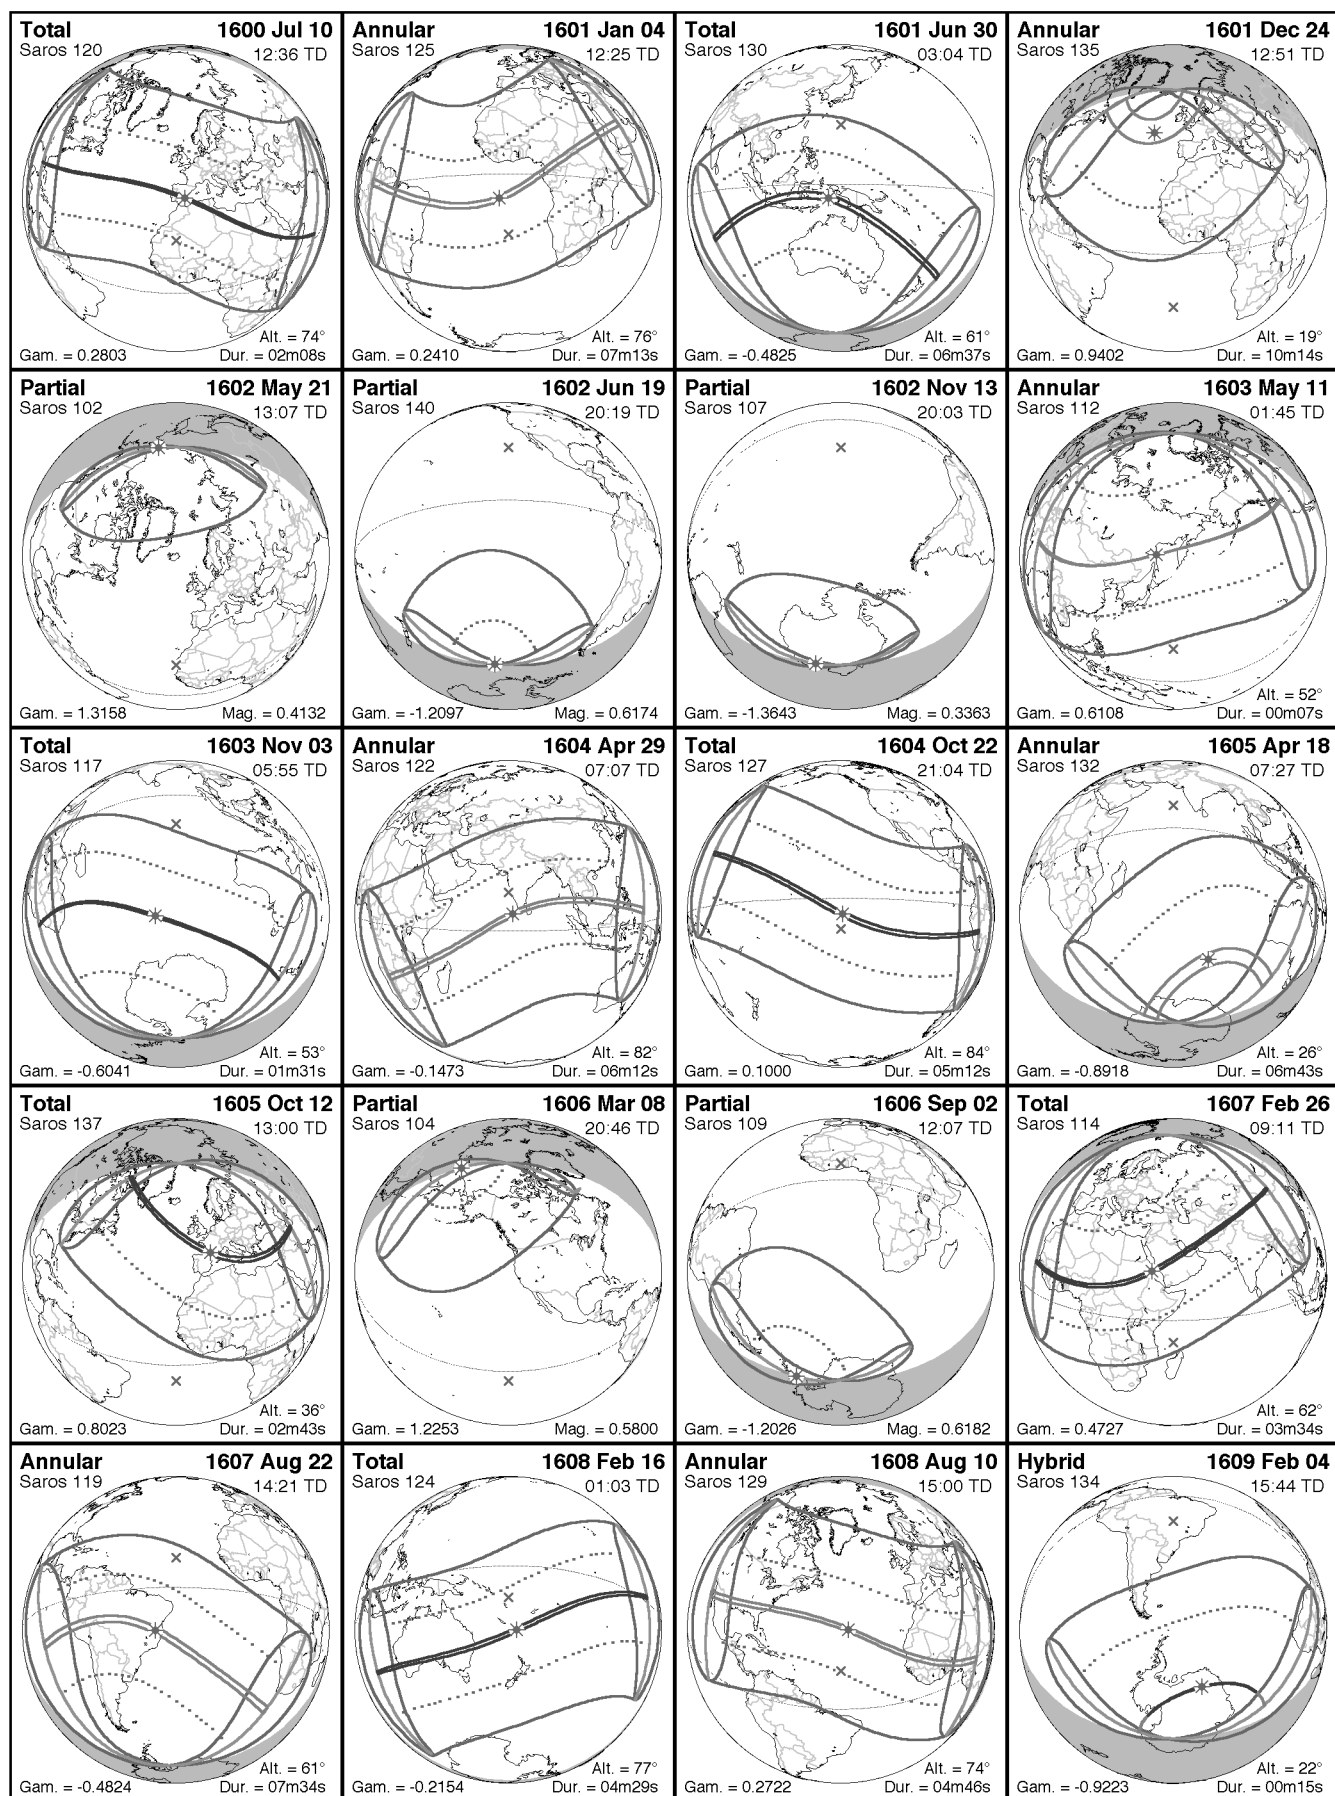 Total 1600 Jul 10
Saros 120 12:36 TD
Alt. = 74°
Gam. = 0.2803 Dur. = 02m08s
Annular 1601 Jan 04
Saros 125 12:25 TD
Alt. = 76°
Gam. = 0.2410 Dur. = 07m13s
Total 1601 Jun 30
Saros 130 03:04 TD
Alt. = 61°
Gam. = -0.4825 Dur. = 06m37s
Annular 1601 Dec 24
Saros 135 12:51 TD
Alt. = 19°
Gam. = 0.9402 Dur. = 10m14s
Partial 1602 May 21
Saros 102 13:07 TD
Gam. = 1.3158 Mag. = 0.4132
Partial 1602 Jun 19
Saros 140 20:19 TD
Gam. = -1.2097 Mag. = 0.6174
Partial 1602 Nov 13
Saros 107 20:03 TD
Gam. = -1.3643 Mag. = 0.3363
Annular 1603 May 11
Saros 112 01:45 TD
Alt. = 52°
Gam. = 0.6108 Dur. = 00m07s
Total 1603 Nov 03
Saros 117 05:55 TD
Alt. = 53°
Gam. = -0.6041 Dur. = 01m31s
Annular 1604 Apr 29
Saros 122 07:07 TD
Alt. = 82°
Gam. = -0.1473 Dur. = 06m12s
Total 1604 Oct 22
Saros 127 21:04 TD
Alt. = 84°
Gam. = 0.1000 Dur. = 05m12s
Annular 1605 Apr 18
Saros 132 07:27 TD
Alt. = 26°
Gam. = -0.8918 Dur. = 06m43s
Total 1605 Oct 12
Saros 137 13:00 TD
Alt. = 36°
Gam. = 0.8023 Dur. = 02m43s
Partial 1606 Mar 08
Saros 104 20:46 TD
Gam. = 1.2253 Mag. = 0.5800
Partial 1606 Sep 02
Saros 109 12:07 TD
Gam. = -1.2026 Mag. = 0.6182
Total 1607 Feb 26
Saros 114 09:11 TD
Alt. = 62°
Gam. = 0.4727 Dur. = 03m34s
Annular 1607 Aug 22
Saros 119 14:21 TD
Alt. = 61°
Gam. = -0.4824 Dur. = 07m34s
Total 1608 Feb 16
Saros 124 01:03 TD
Alt. = 77°
Gam. = -0.2154 Dur. = 04m29s
Annular 1608 Aug 10
Saros 129 15:00 TD
Alt. = 74°
Gam. = 0.2722 Dur. = 04m46s
Hybrid 1609 Feb 04
Saros 134 15:44 TD
Alt. = 22°
Gam. = -0.9223 Dur. = 00m15s